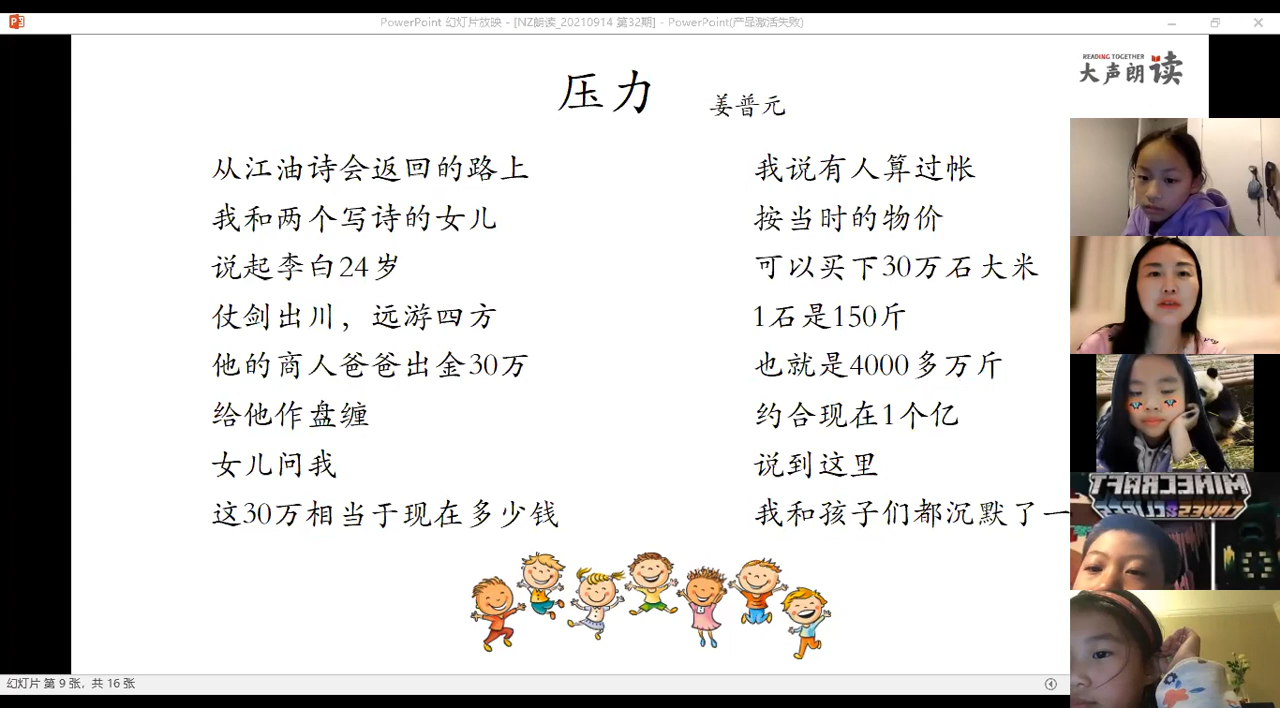 PowerPoint 幻灯片放映 - [NZ朗读_20210914 第32期] - PowerPoint(产品激活失败)
READING TOGETHER
大声朗读
压力 姜普元
从江油诗会返回的路上
我和两个写诗的女儿
说起李白24岁
仗剑出川，远游四方
他的商人爸爸出金30万
给他作盘缠
女儿问我
这30万相当于现在多少钱
我说有人算过帐
按当时的物价
可以买下30万石大米
1石是150斤
也就是4000多万斤
约合现在1个亿
说到这里
我和孩子们都沉默了一
MINECRAFT
CAVES & CLIFFS
幻灯片 第 9 张，共 16 张